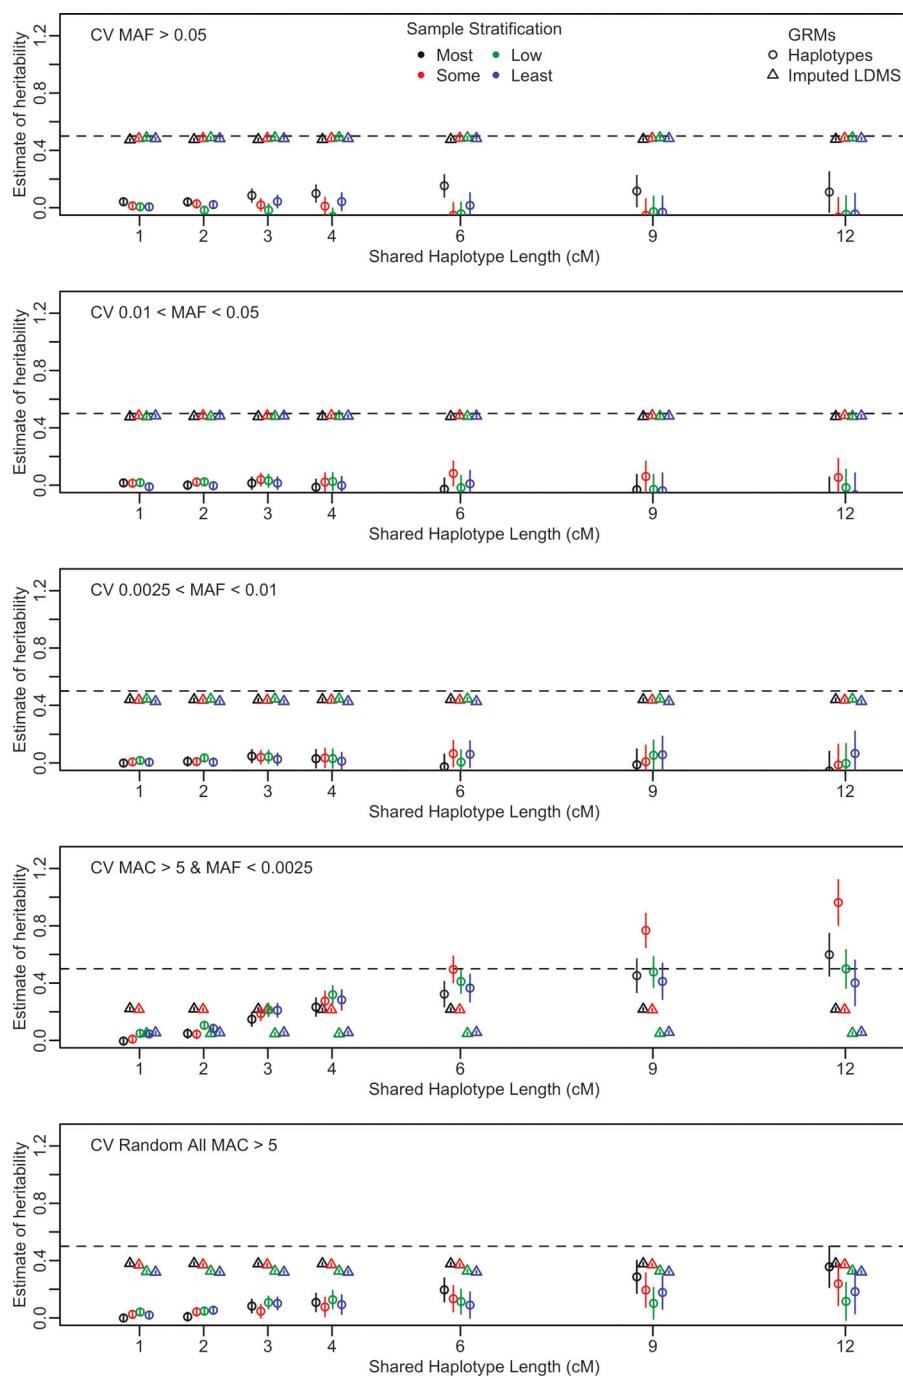 CV MAF > 0.05
Sample Stratification
Most
Low
Some
Least
GRMs
Haplotypes
Imputed LDMS
Estimate of heritability
0.0 0.4 0.8 1.2
1 2 3 4 6 9 12
Shared Haplotype Length (cM)
CV 0.01 < MAF < 0.05
Estimate of heritability
0.0 0.4 0.8 1.2
1 2 3 4 6 9 12
Shared Haplotype Length (cM)
CV 0.0025 < MAF < 0.01
Estimate of heritability
0.0 0.4 0.8 1.2
1 2 3 4 6 9 12
Shared Haplotype Length (cM)
CV MAC > 5 & MAF < 0.0025
Estimate of heritability
0.0 0.4 0.8 1.2
1 2 3 4 6 9 12
Shared Haplotype Length (cM)
CV Random All MAC > 5
Estimate of heritability
0.0 0.4 0.8 1.2
1 2 3 4 6 9 12
Shared Haplotype Length (cM)